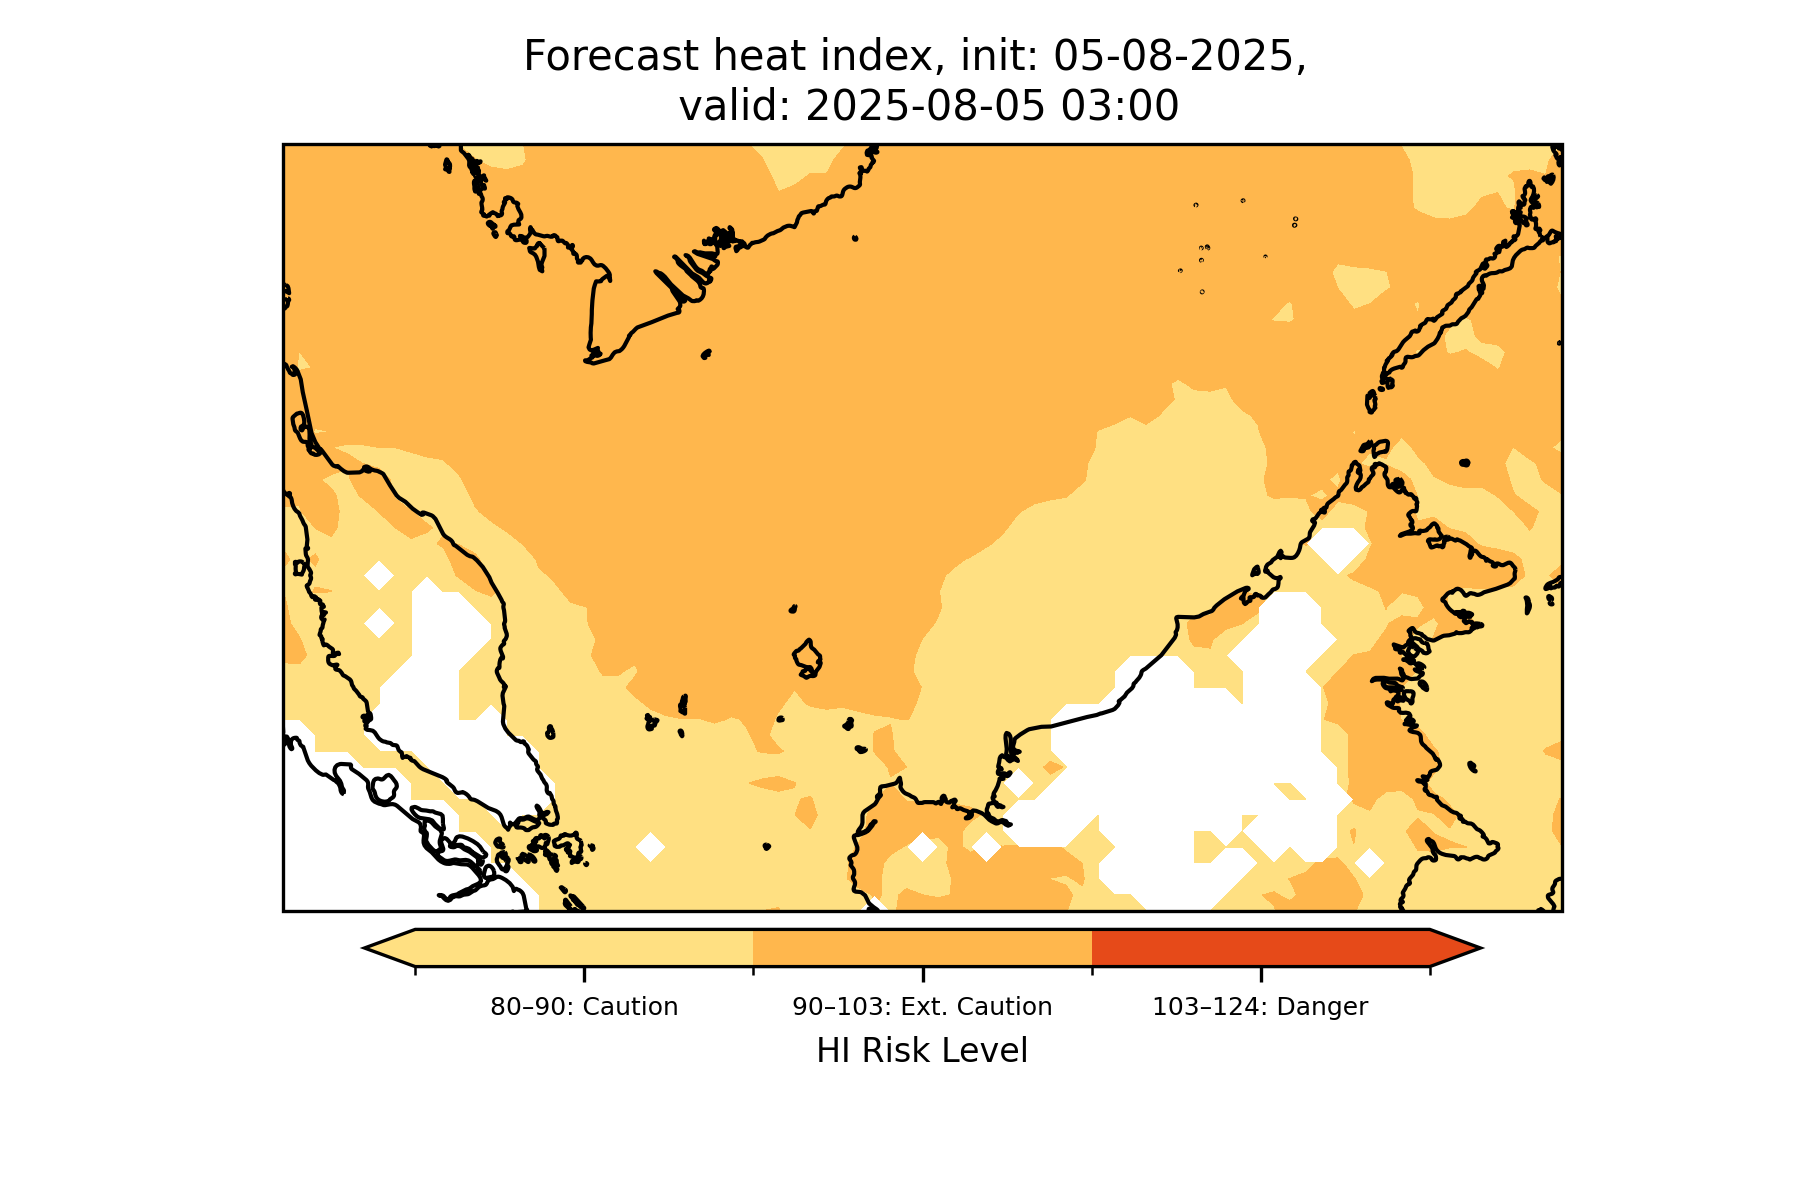 Forecast heat index, init: 05-08-2025,
valid: 2025-08-05 03:00
80–90: Caution
90–103: Ext. Caution
103–124: Danger
HI Risk Level